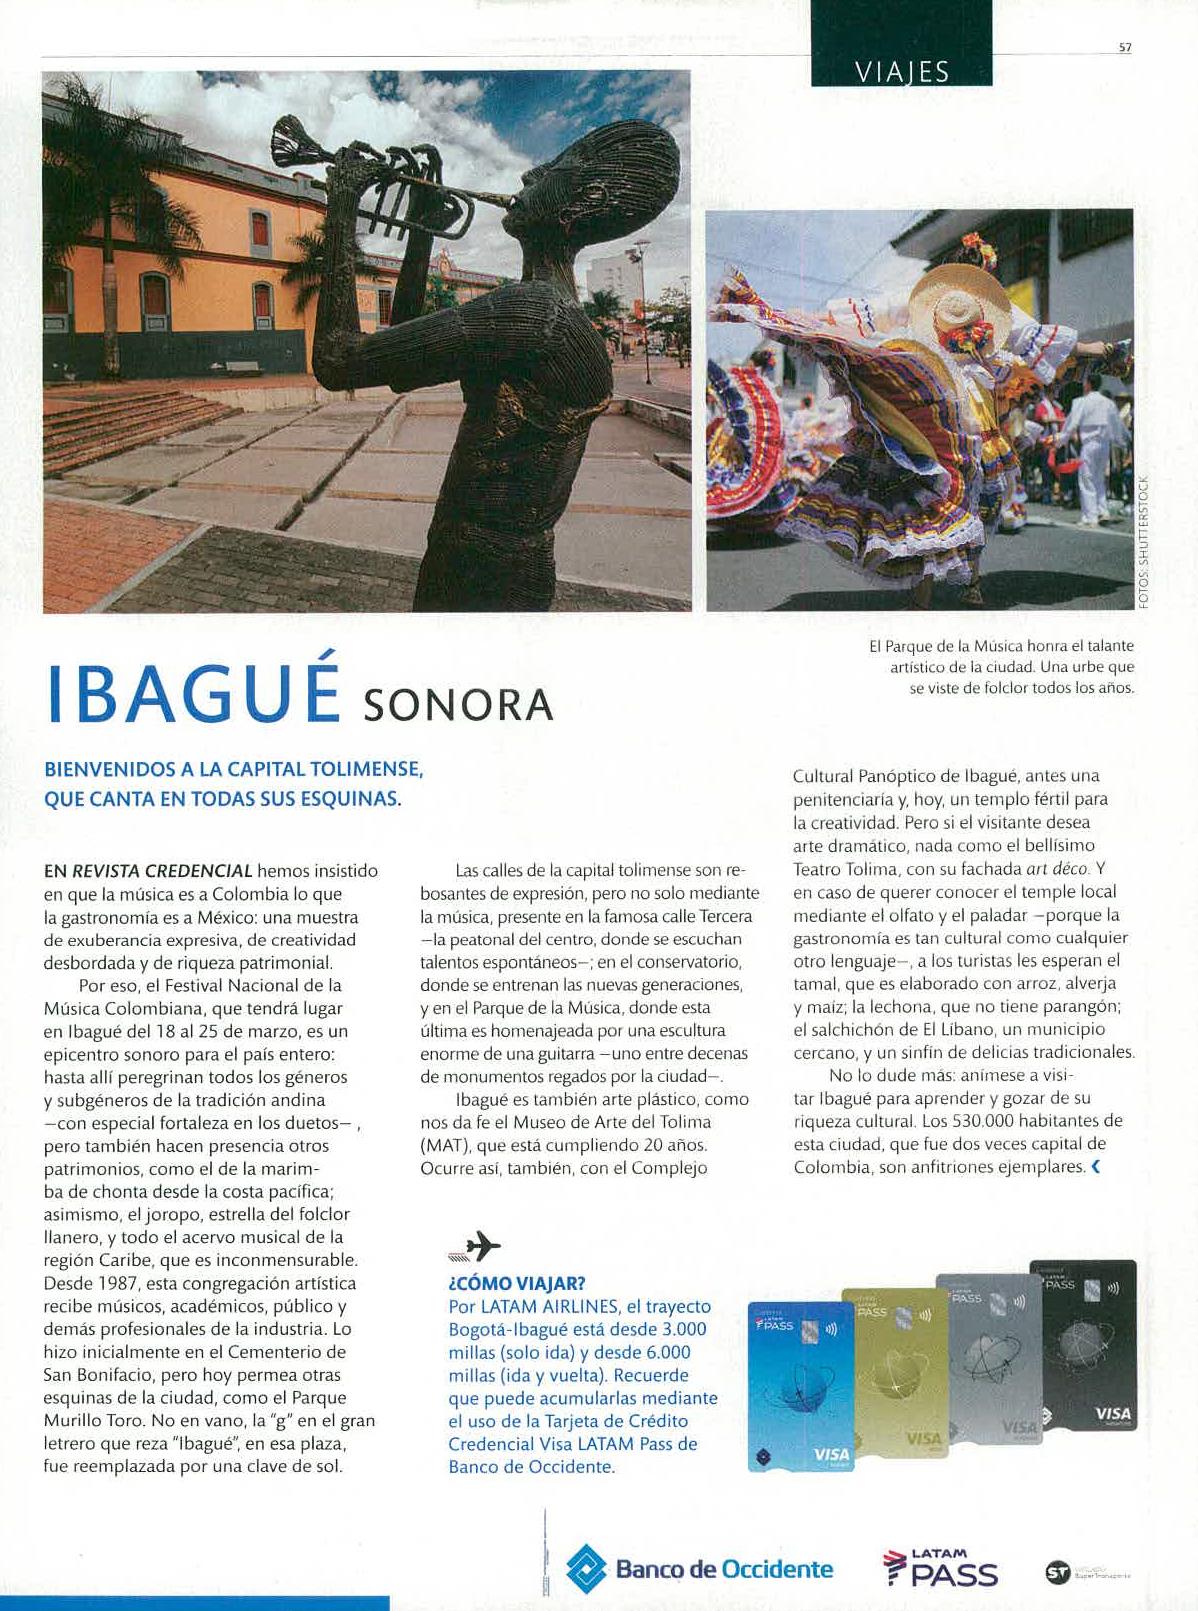 57
VIAJES
FOTOS: SHUTTERSTOCK
El Parque de la Música honra el talante
artístico de la ciudad. Una urbe que
se viste de folclor todos los años.
IBAGUÉ SONORA
BIENVENIDOS A LA CAPITAL TOLIMENSE,
QUE CANTA EN TODAS SUS ESQUINAS.
EN REVISTA CREDENCIAL hemos insistido
en que la música es a Colombia lo que
la gastronomía es a México: una muestra
de exuberancia expresiva, de creatividad
desbordada y de riqueza patrimonial.
Por eso, el Festival Nacional de la
Música Colombiana, que tendrá lugar
en Ibagué del 18 al 25 de marzo, es un
epicentro sonoro para el país entero:
hasta allí peregrinan todos los géneros
y subgéneros de la tradición andina
—con especial fortaleza en los duetos— ,
pero también hacen presencia otros
patrimonios, como el de la marim-
ba de chonta desde la costa pacífica;
asimismo, el joropo, estrella del folclor
llanero, y todo el acervo musical de la
región Caribe, que es inconmensurable.
Desde 1987, esta congregación artística
recibe músicos, académicos, público y
demás profesionales de la industria. Lo
hizo inicialmente en el Cementerio de
San Bonifacio, pero hoy permea otras
esquinas de la ciudad, como el Parque
Murillo Toro. No en vano, la "g" en el gran
letrero que reza "Ibagué", en esa plaza,
fue reemplazada por una clave de sol.
Las calles de la capital tolimense son re-
bosantes de expresión, pero no solo mediante
la música, presente en la famosa calle Tercera
—la peatonal del centro, donde se escuchan
talentos espontáneos—; en el conservatorio,
donde se entrenan las nuevas generaciones,
y en el Parque de la Música, donde esta
última es homenajeada por una escultura
enorme de una guitarra —uno entre decenas
de monumentos regados por la ciudad—.
Ibagué es también arte plástico, como
nos da fe el Museo de Arte del Tolima
(MAT), que está cumpliendo 20 años.
Ocurre así, también, con el Complejo
Cultural Panóptico de Ibagué, antes una
penitenciaría y, hoy, un templo fértil para
la creatividad. Pero si el visitante desea
arte dramático, nada como el bellísimo
Teatro Tolima, con su fachada art déco. Y
en caso de querer conocer el temple local
mediante el olfato y el paladar —porque la
gastronomía es tan cultural como cualquier
otro lenguaje—, a los turistas les esperan el
tamal, que es elaborado con arroz, alverja
y maíz; la lechona, que no tiene parangón;
el salchichón de El Líbano, un municipio
cercano, y un sinfín de delicias tradicionales.
No lo dude más: anímese a visi-
tar Ibagué para aprender y gozar de su
riqueza cultural. Los 530.000 habitantes de
esta ciudad, que fue dos veces capital de
Colombia, son anfitriones ejemplares.
¿CÓMO VIAJAR?
Por LATAM AIRLINES, el trayecto
Bogotá-Ibagué está desde 3.000
millas (solo ida) y desde 6.000
millas (ida y vuelta). Recuerde
que puede acumularlas mediante
el uso de la Tarjeta de Crédito
Credencial Visa LATAM Pass de
Banco de Occidente.
LATAM PASS
VISA
LATAM PASS
VISA
LATAM PASS
VISA
LATAM PASS
VISA
Banco de Occidente
LATAM
PASS
ST
SuperTransporte